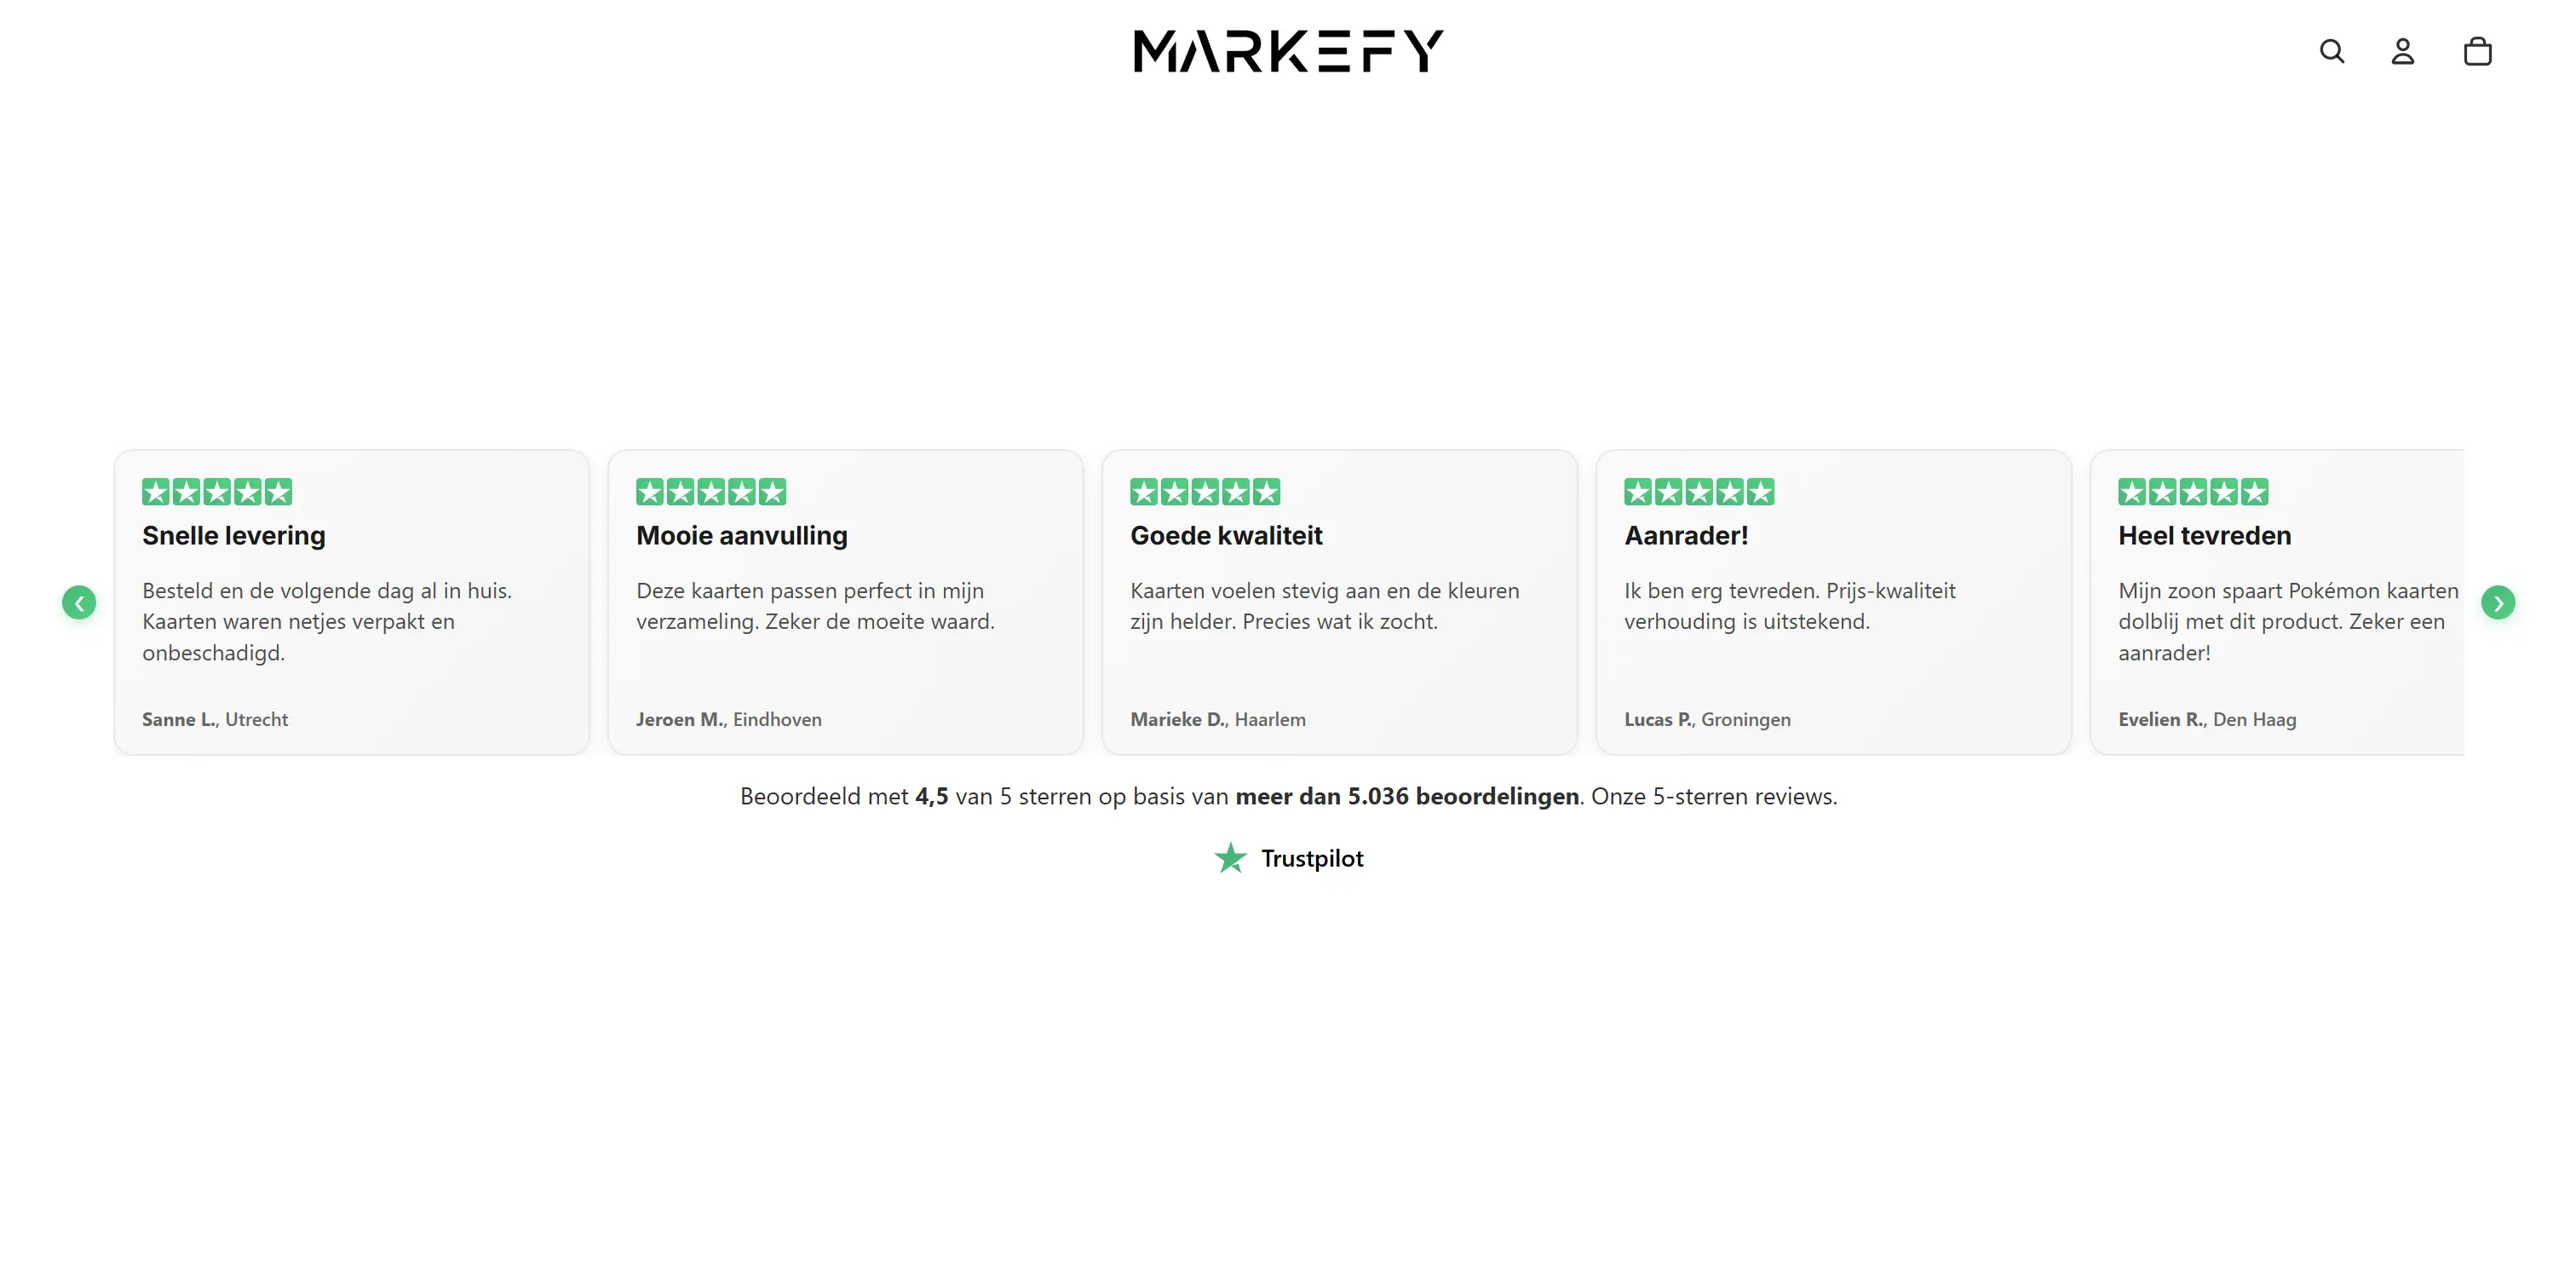 MARKEFY
Snelle levering
Besteld en de volgende dag al in huis.
Kaarten waren netjes verpakt en
onbeschadigd.
Sanne L., Utrecht
Mooie aanvulling
Deze kaarten passen perfect in mijn
verzameling. Zeker de moeite waard.
Jeroen M., Eindhoven
Goede kwaliteit
Kaarten voelen stevig aan en de kleuren
zijn helder. Precies wat ik zocht.
Marieke D., Haarlem
Aanrader!
Ik ben erg tevreden. Prijs-kwaliteit
verhouding is uitstekend.
Lucas P., Groningen
Heel tevreden
Mijn zoon spaart Pokémon kaarten
dolblij met dit product. Zeker een
aanrader!
Evelien R., Den Haag
Beoordeeld met 4,5 van 5 sterren op basis van meer dan 5.036 beoordelingen. Onze 5-sterren reviews.
Trustpilot